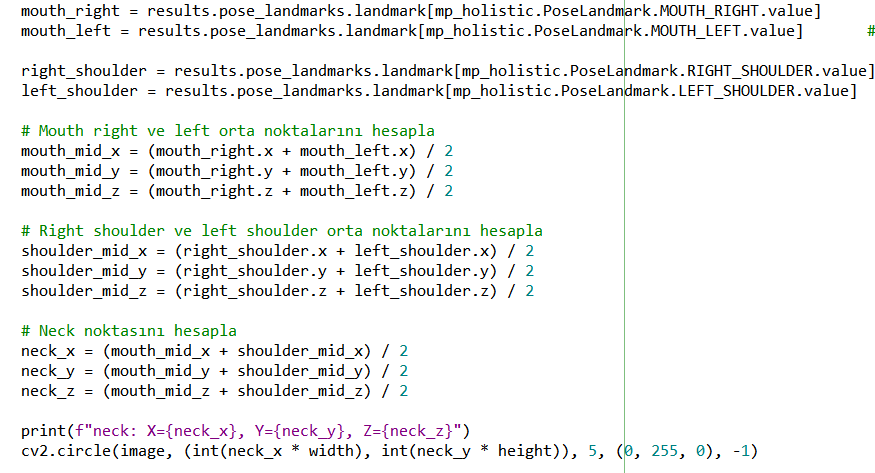 mouth_right = results.pose_landmarks.landmark[mp_holistic.PoseLandmark.MOUTH_RIGHT.value]
mouth_left = results.pose_landmarks.landmark[mp_holistic.PoseLandmark.MOUTH_LEFT.value] #
right_shoulder = results.pose_landmarks.landmark[mp_holistic.PoseLandmark.RIGHT_SHOULDER.value]
left_shoulder = results.pose_landmarks.landmark[mp_holistic.PoseLandmark.LEFT_SHOULDER.value]
# Mouth right ve left orta noktalarını hesapla
mouth_mid_x = (mouth_right.x + mouth_left.x) / 2
mouth_mid_y = (mouth_right.y + mouth_left.y) / 2
mouth_mid_z = (mouth_right.z + mouth_left.z) / 2
# Right shoulder ve left shoulder orta noktalarını hesapla
shoulder_mid_x = (right_shoulder.x + left_shoulder.x) / 2
shoulder_mid_y = (right_shoulder.y + left_shoulder.y) / 2
shoulder_mid_z = (right_shoulder.z + left_shoulder.z) / 2
# Neck noktasını hesapla
neck_x = (mouth_mid_x + shoulder_mid_x) / 2
neck_y = (mouth_mid_y + shoulder_mid_y) / 2
neck_z = (mouth_mid_z + shoulder_mid_z) / 2
print(f"neck: X={neck_x}, Y={neck_y}, Z={neck_z}")
cv2.circle(image, (int(neck_x * width), int(neck_y * height)), 5, (0, 255, 0), -1)